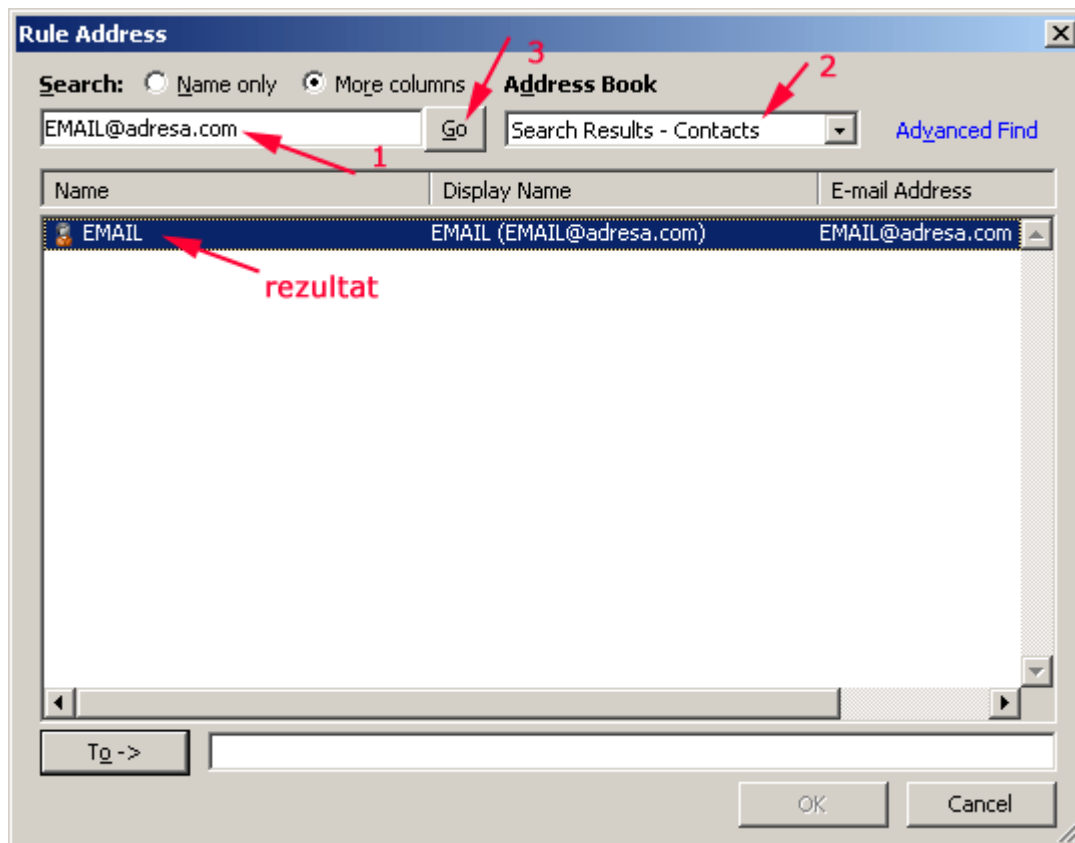 Rule Address
3
2
Search: Name only More columns Address Book
EMAIL@adresa.com Go Search Results - Contacts Advanced Find
1
Name Display Name E-mail Address
EMAIL EMAIL (EMAIL@adresa.com) EMAIL@adresa.com
rezultat
To ->
OK Cancel